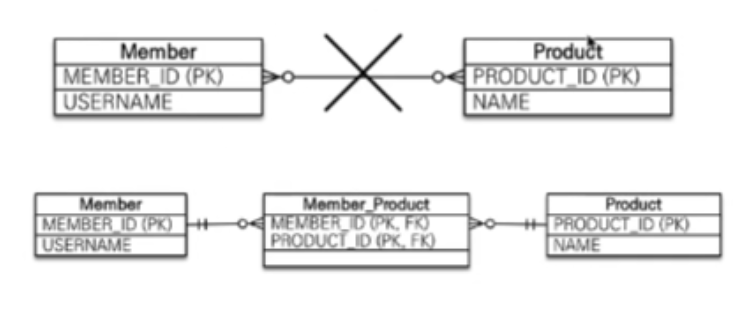 Member
MEMBER_ID (PK)
USERNAME
Product
PRODUCT_ID (PK)
NAME
Member
MEMBER_ID (PK)
USERNAME
Member_Product
MEMBER_ID (PK, FK)
PRODUCT_ID (PK, FK)
Product
PRODUCT_ID (PK)
NAME